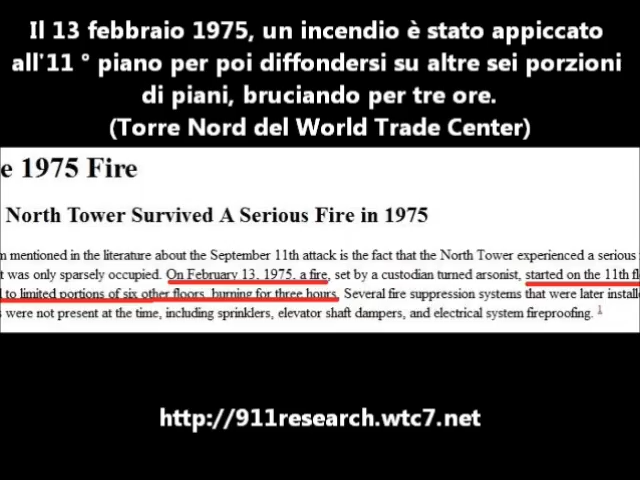 Il 13 febbraio 1975, un incendio è stato appiccato
all'11 ° piano per poi diffondersi su altre sei porzioni
di piani, bruciando per tre ore.
(Torre Nord del World Trade Center)
e 1975 Fire
North Tower Survived A Serious Fire in 1975
m mentioned in the literature about the September 11th attack is the fact that the North Tower experienced a serious
t was only sparsely occupied. On February 13, 1975, a fire, set by a custodian turned arsonist, started on the 11th fl
l to limited portions of six other floors, burning for three hours. Several fire suppression systems that were later installe
s were not present at the time, including sprinklers, elevator shaft dampers, and electrical system fireproofing. 1
http://911research.wtc7.net